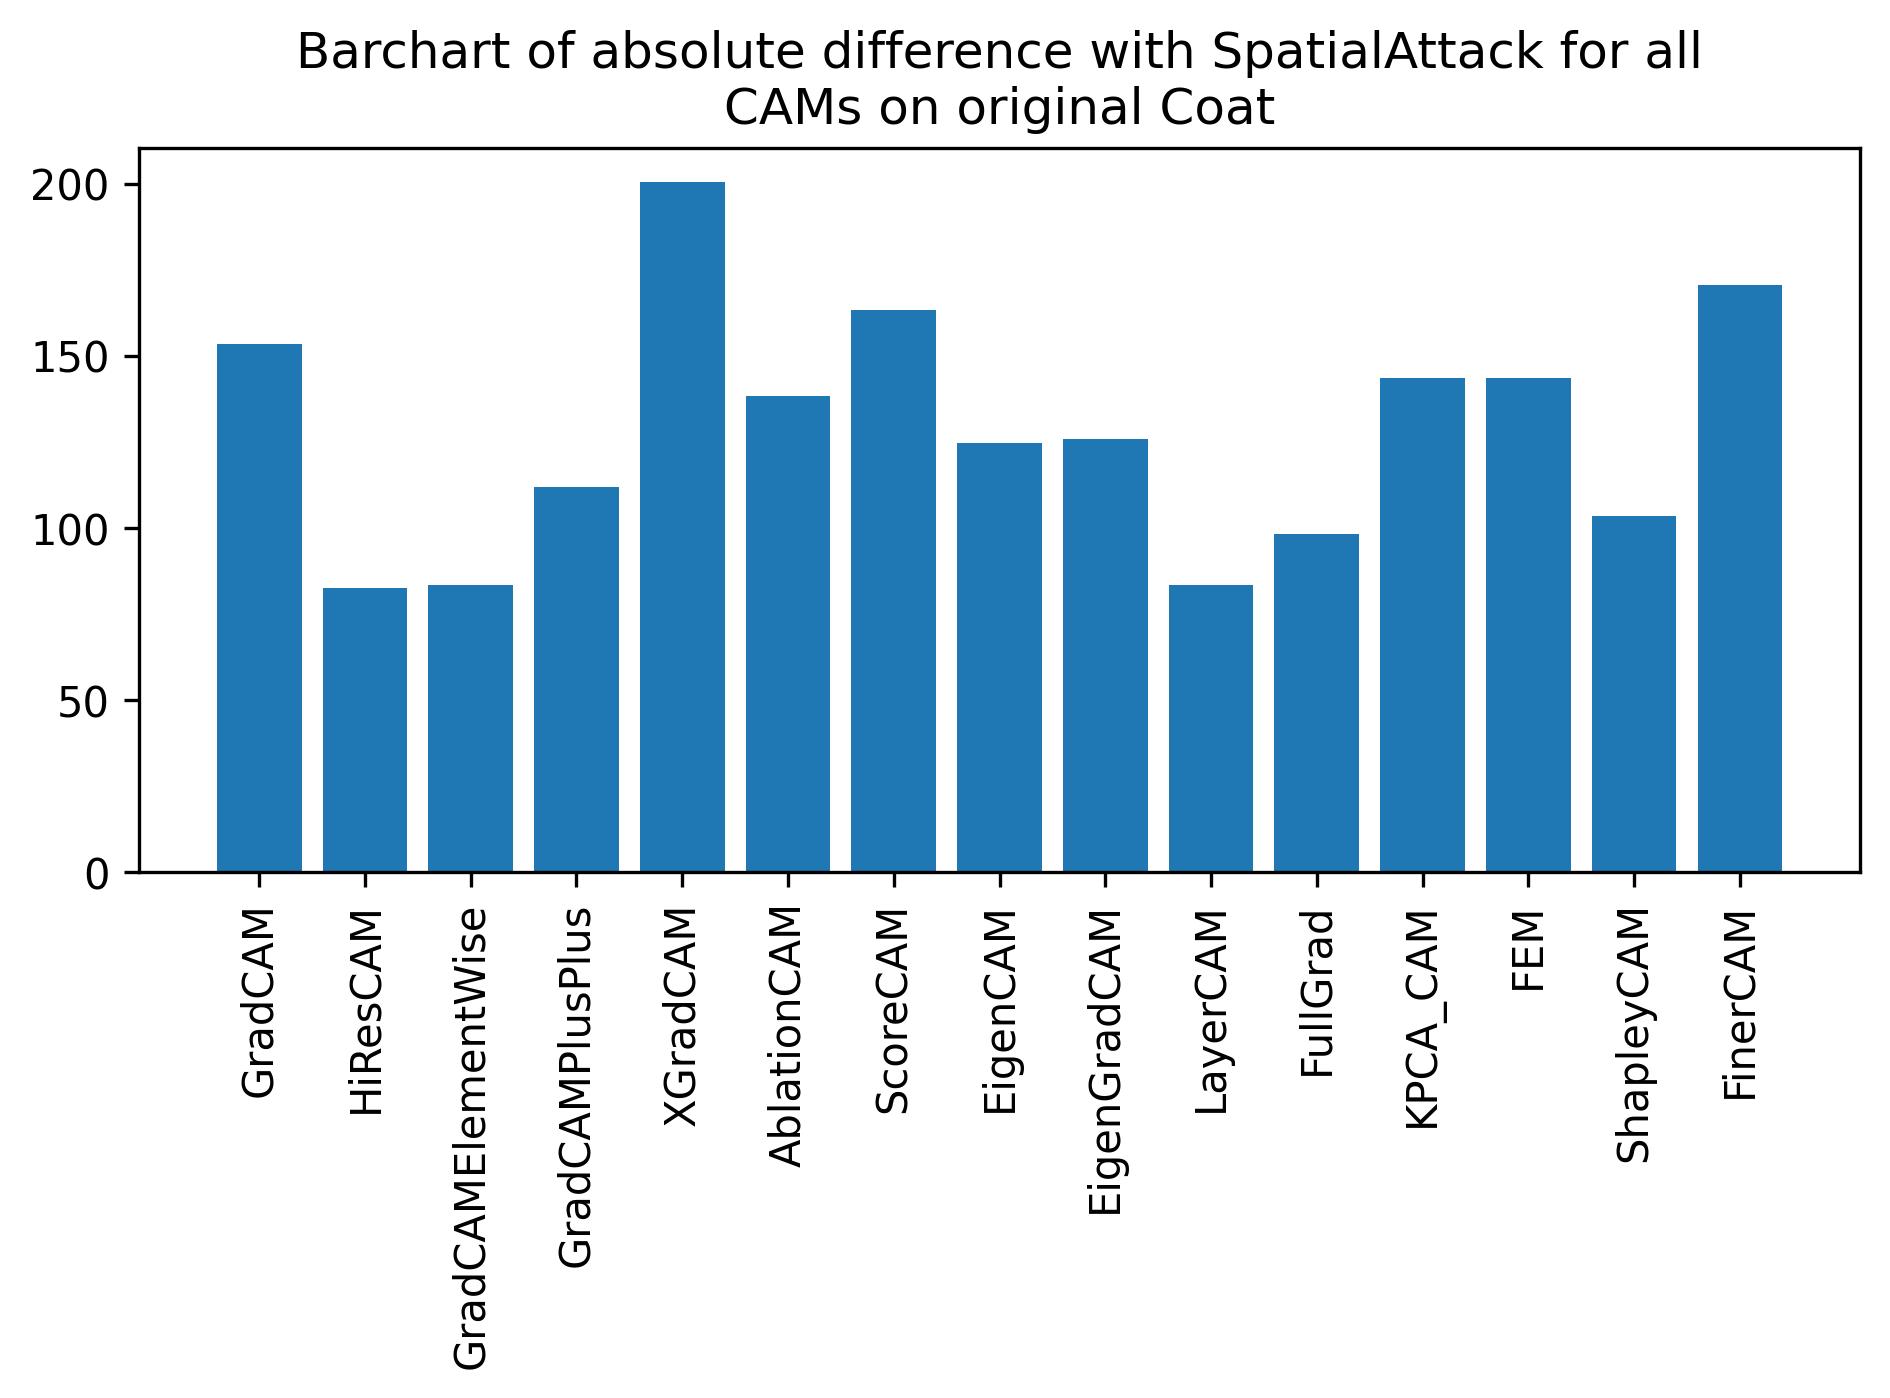 Barchart of absolute difference with SpatialAttack for all
CAMs on original Coat
200
150
100
50
0
GradCAM
HiResCAM
GradCAMElementWise
GradCAMPlusPlus
XGradCAM
AblationCAM
ScoreCAM
EigenCAM
EigenGradCAM
LayerCAM
FullGrad
KPCA_CAM
FEM
ShapleyCAM
FinerCAM